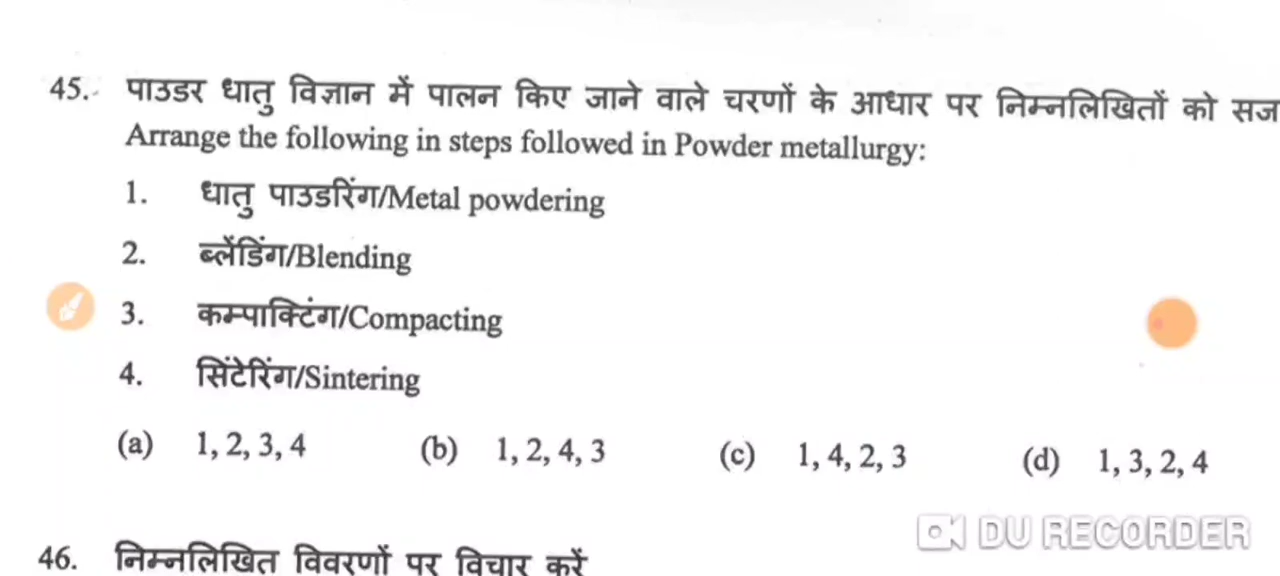 45. पाउडर धातु विज्ञान में पालन किए जाने वाले चरणों के आधार पर निम्नलिखितों को सज
Arrange the following in steps followed in Powder metallurgy:
1. धातु पाउडरिंग/Metal powdering
2. ब्लेंडिंग/Blending
3. कम्पाक्टिंग/Compacting
4. सिंटेरिंग/Sintering
(a) 1, 2, 3, 4 (b) 1, 2, 4, 3 (c) 1, 4, 2, 3 (d) 1, 3, 2, 4
DU RECORDER
46. निम्नलिखित विवरणों पर विचार करें